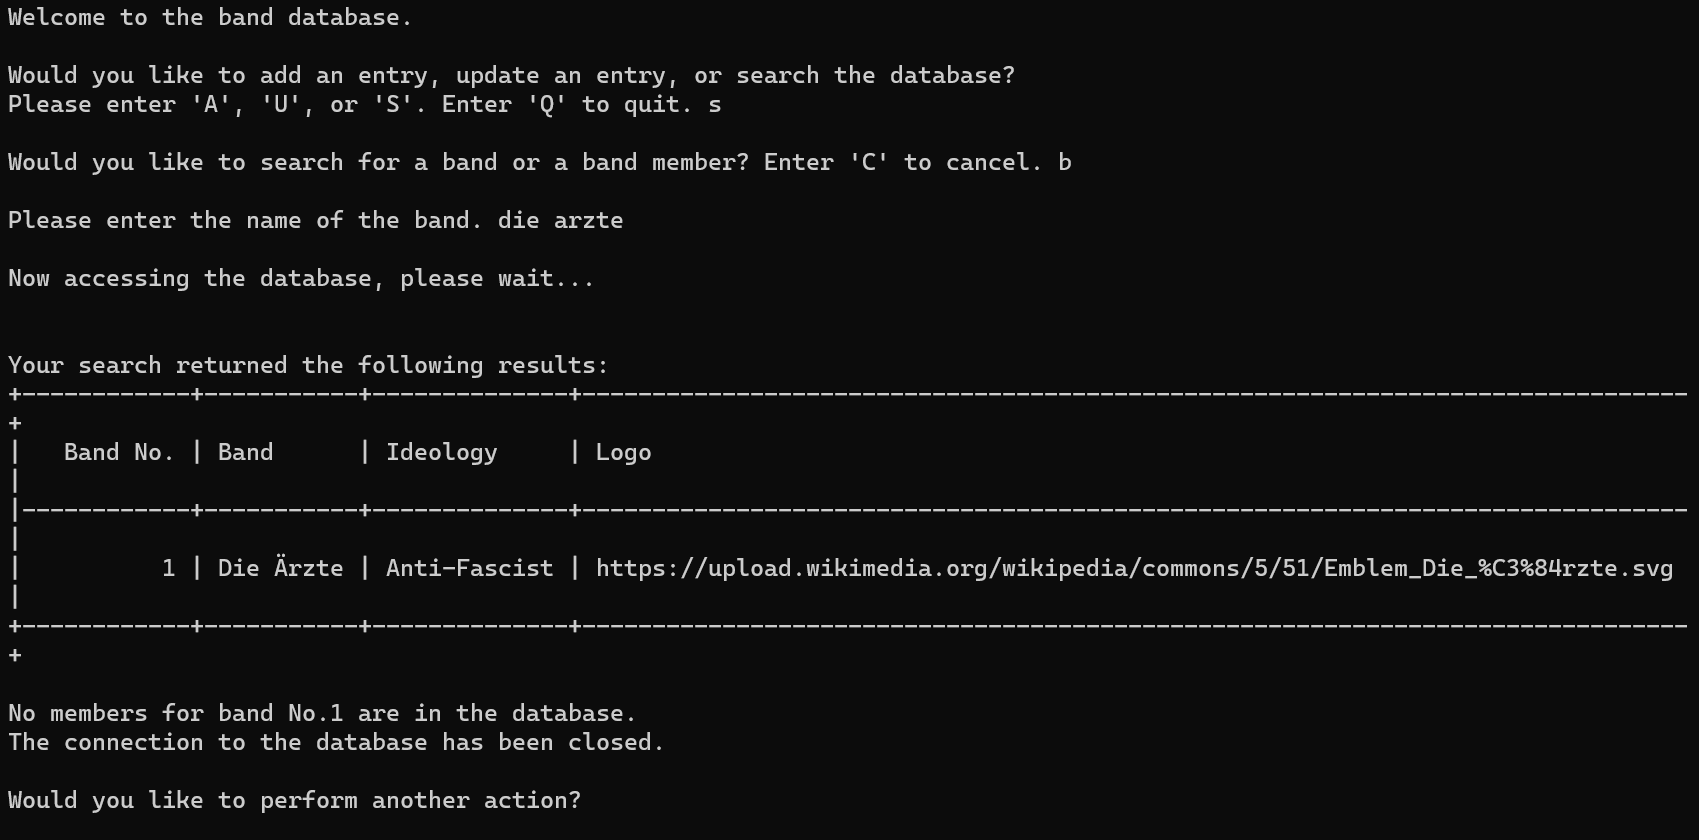 Welcome to the band database.
Would you like to add an entry, update an entry, or search the database?
Please enter 'A', 'U', or 'S'. Enter 'Q' to quit. s
Would you like to search for a band or a band member? Enter 'C' to cancel. b
Please enter the name of the band. die arzte
Now accessing the database, please wait...
Your search returned the following results:
+------------+-----------+--------------+-------------------------------------------------------------------------------
+
|   Band No. | Band      | Ideology     | Logo
|
|------------+-----------+--------------+-------------------------------------------------------------------------------
|
|          1 | Die Ärzte | Anti-Fascist | https://upload.wikimedia.org/wikipedia/commons/5/51/Emblem_Die_%C3%84rzte.svg
|
+------------+-----------+--------------+-------------------------------------------------------------------------------
+
No members for band No.1 are in the database.
The connection to the database has been closed.
Would you like to perform another action?